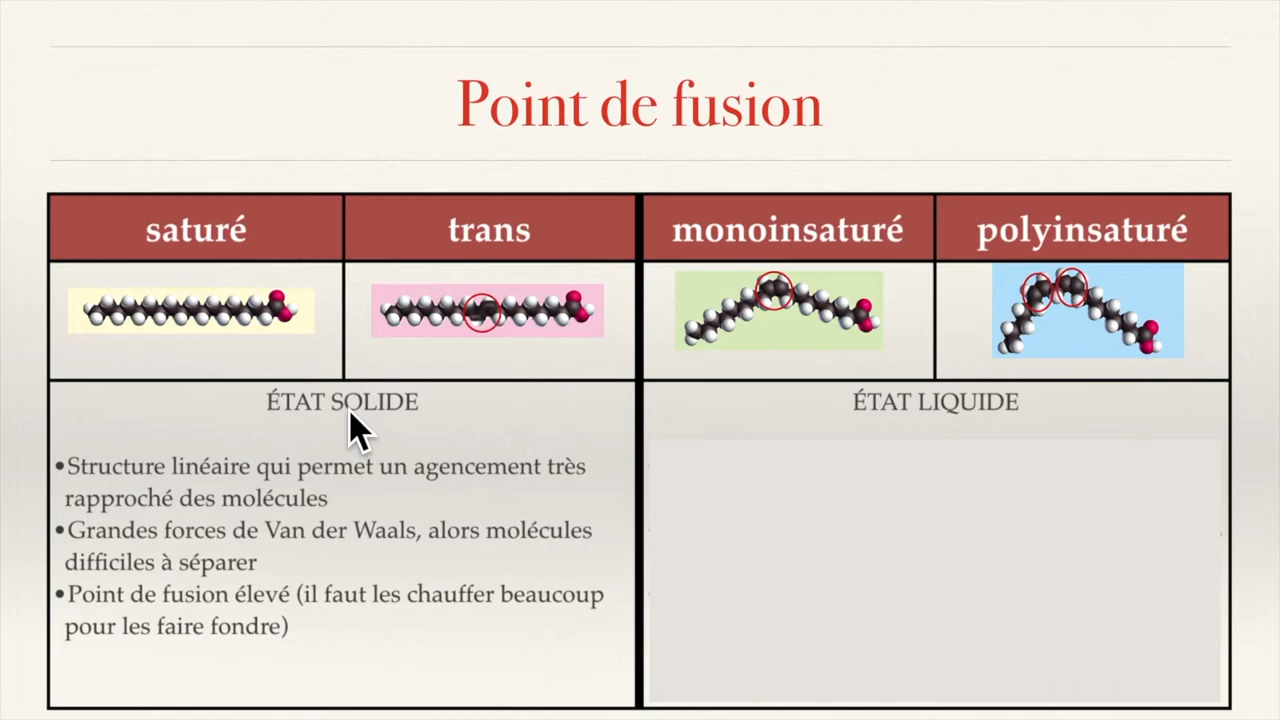 Point de fusion
saturé
trans
monoinsaturé
polyinsaturé
ÉTAT SOLIDE
•Structure linéaire qui permet un agencement très
rapproché des molécules
•Grandes forces de Van der Waals, alors molécules
difficiles à séparer
•Point de fusion élevé (il faut les chauffer beaucoup
pour les faire fondre)
ÉTAT LIQUIDE